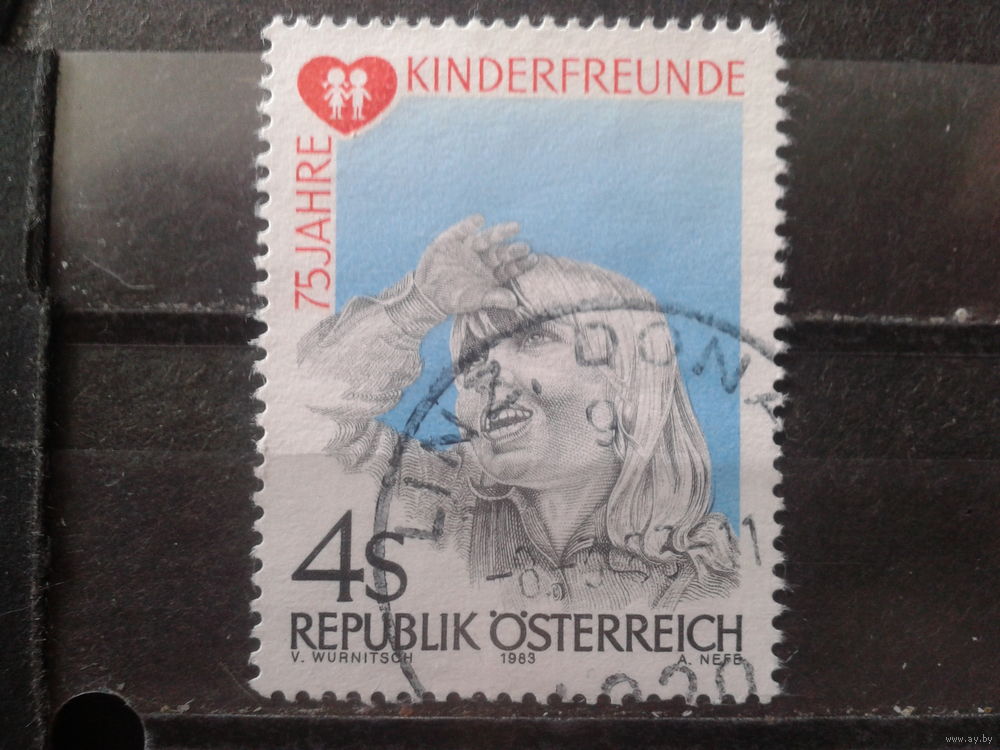 KINDERFREUNDE
75 JAHRE
4S
REPUBLIK ÖSTERREICH
V. WURNITSCH 1983 A. NEFE
www.ay.by